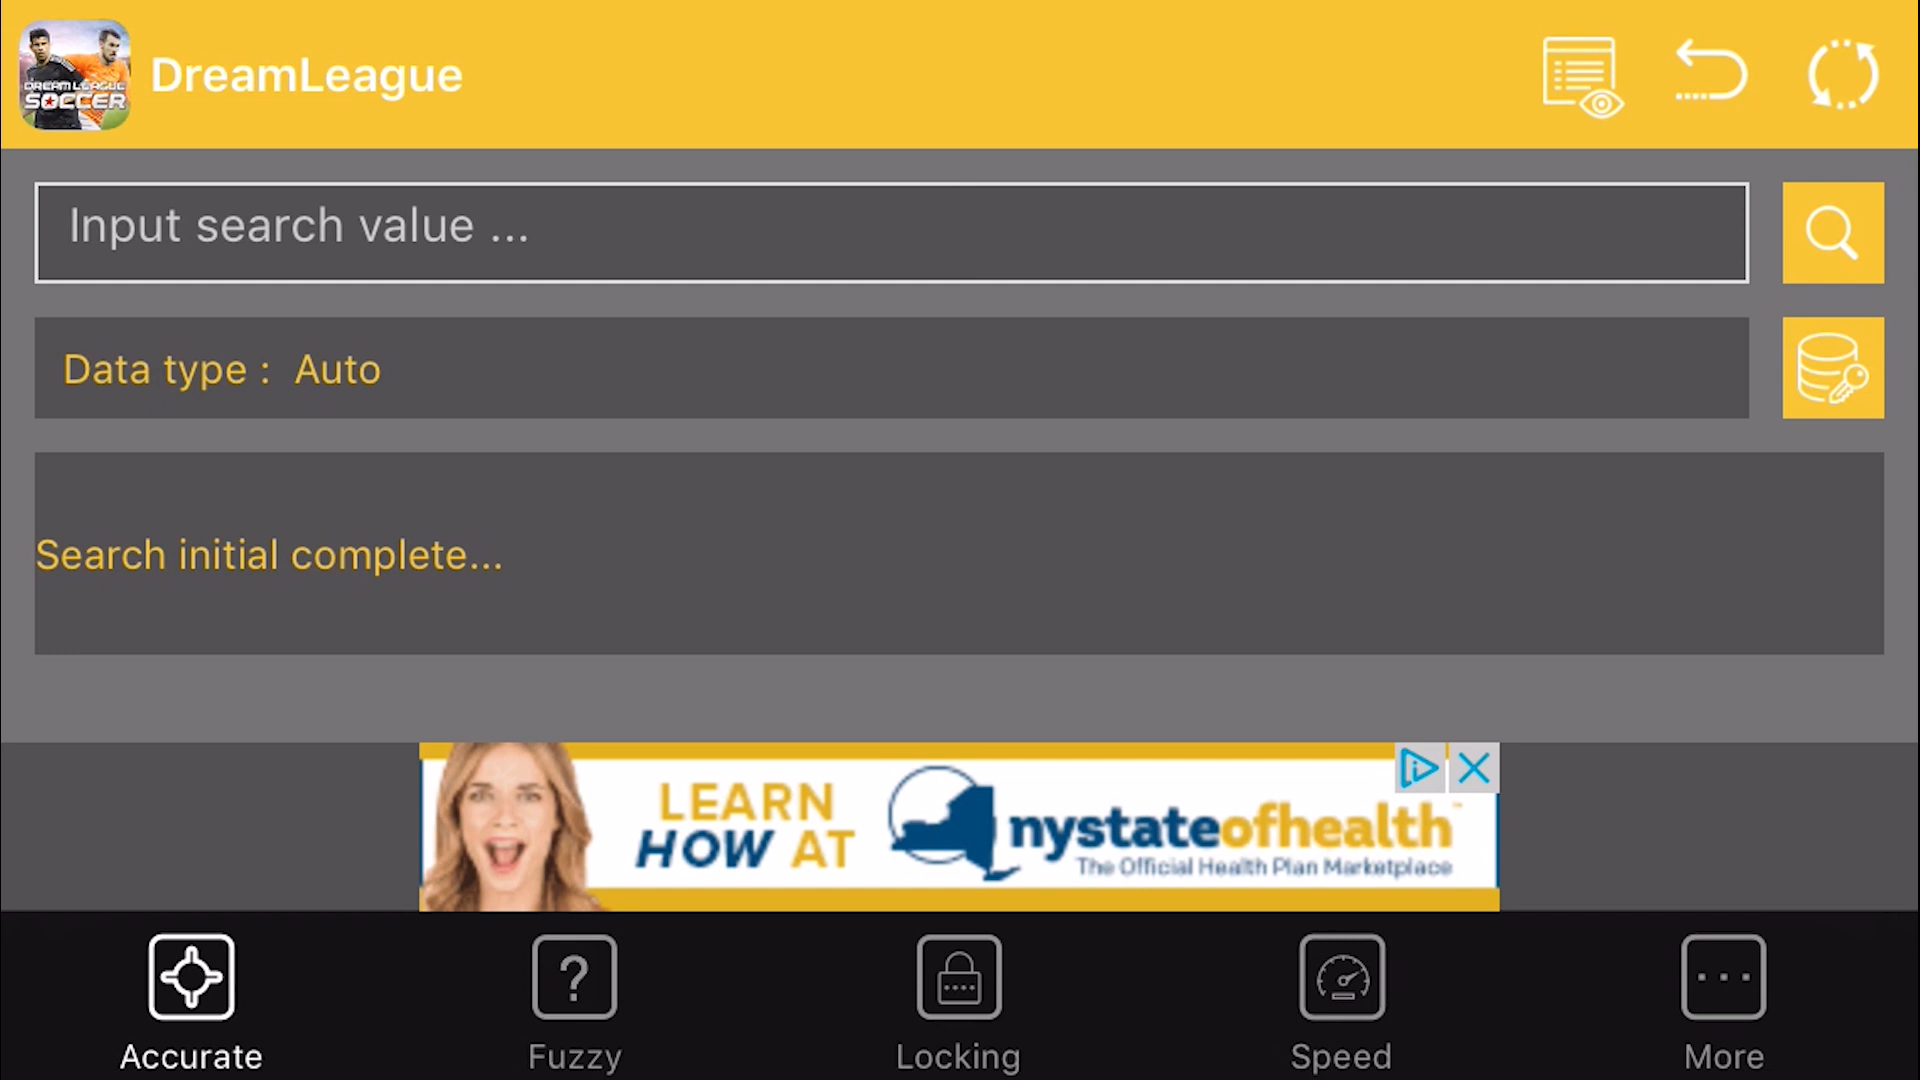 DREAM LEAGUE
SOCCER
DreamLeague
Input search value ...
Data type : Auto
Search initial complete...
LEARN
HOW AT
nystateofhealth™
The Official Health Plan Marketplace
?
Accurate
Fuzzy
Locking
Speed
More